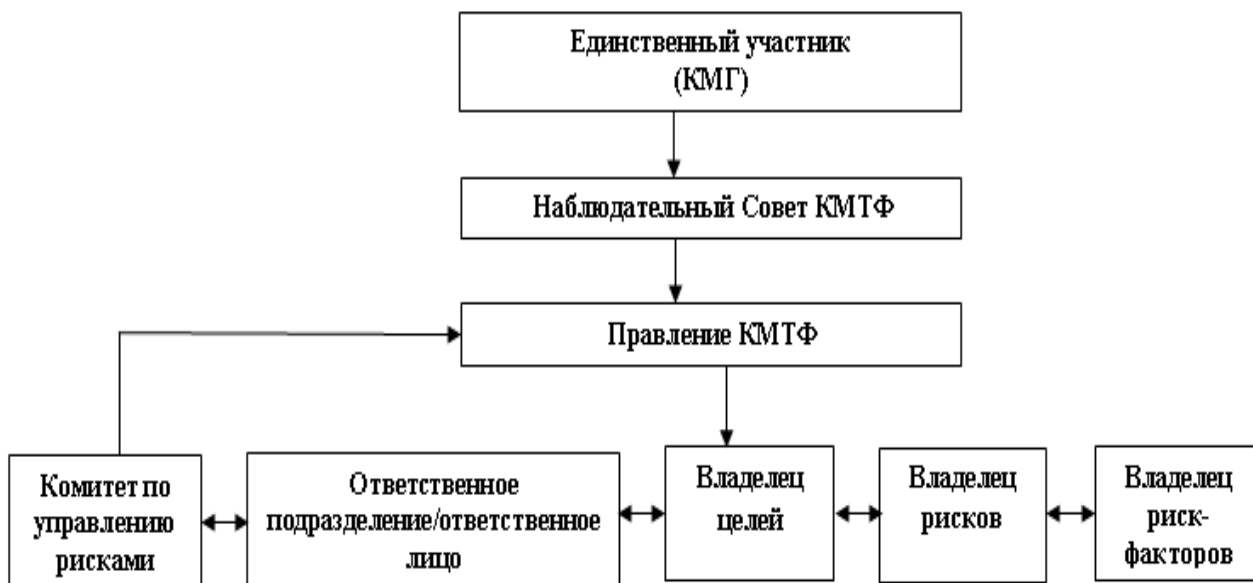 Единственный участник
(КМГ)
Наблюдательный Совет КМТФ
Правление КМТФ
Комитет по
управлению
рисками
Ответственное
подразделение/ответственное
лицо
Владелец
целей
Владелец
рисков
Владелец
риск-
факторов